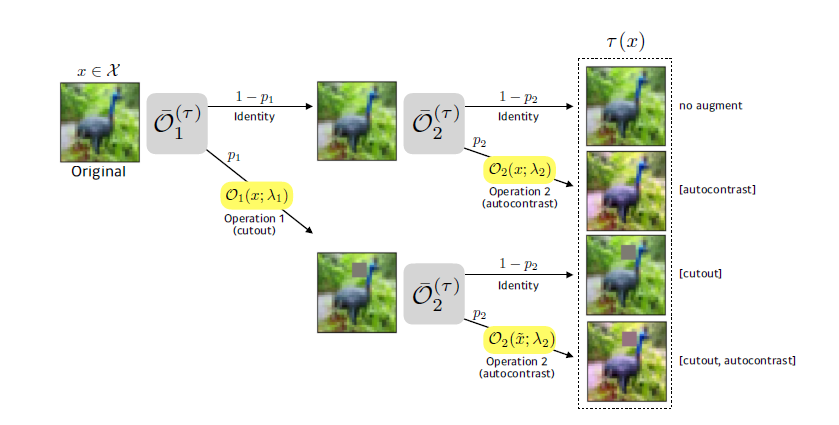 τ(x)
x ∈ 𝒳
Original
Ō₁^(τ)
1 − p₁
Identity
p₁
O₁(x; λ₁)
Operation 1
(cutout)
Ō₂^(τ)
1 − p₂
Identity
p₂
O₂(x; λ₂)
Operation 2
(autocontrast)
no augment
[autocontrast]
Ō₂^(τ)
1 − p₂
Identity
p₂
O₂(x̃; λ₂)
Operation 2
(autocontrast)
[cutout]
[cutout, autocontrast]